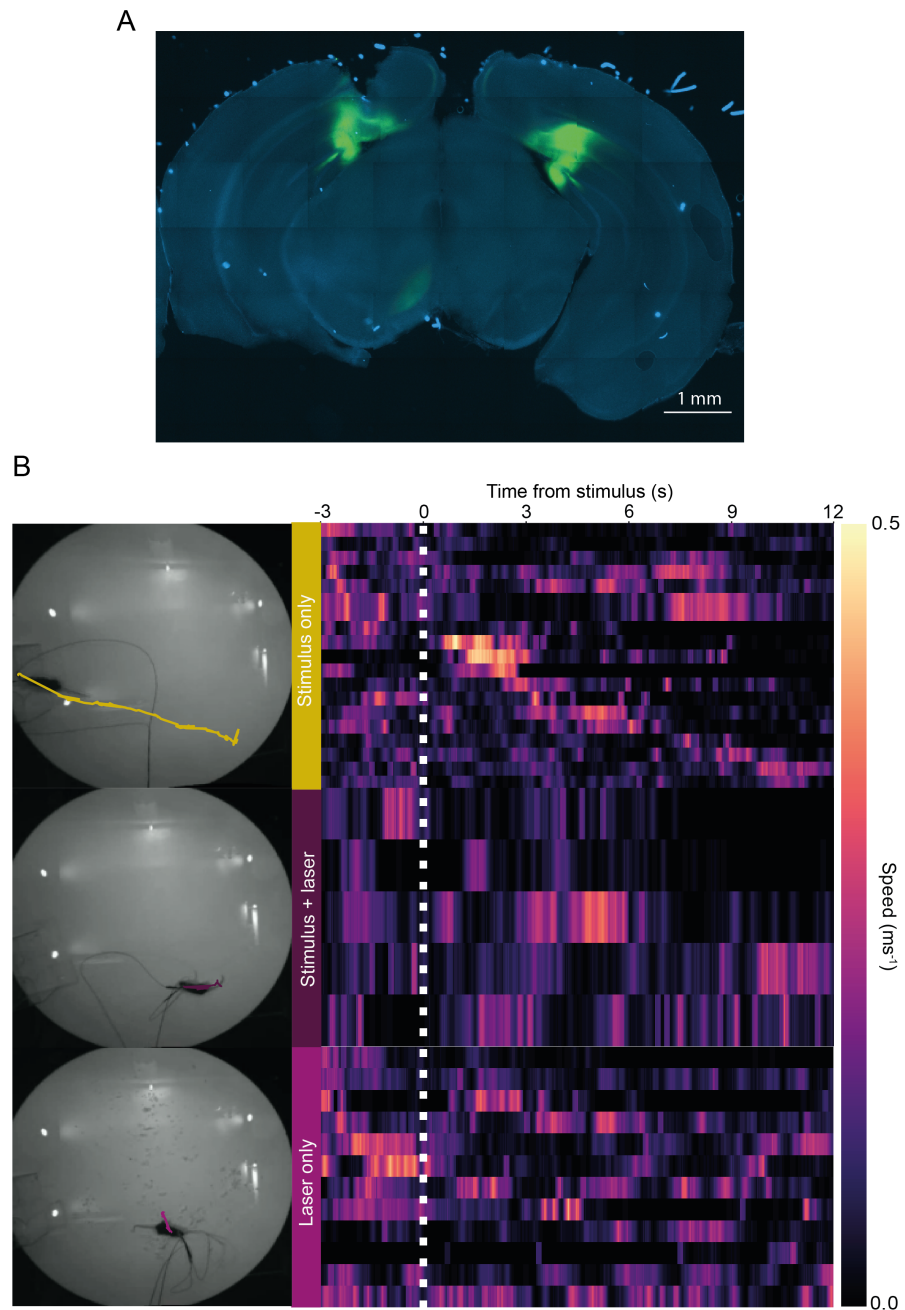 A
1 mm
B
Time from stimulus (s)
-3 0 3 6 9 12
0.5
Stimulus only
Stimulus + laser
Laser only
Speed (ms⁻¹)
0.0